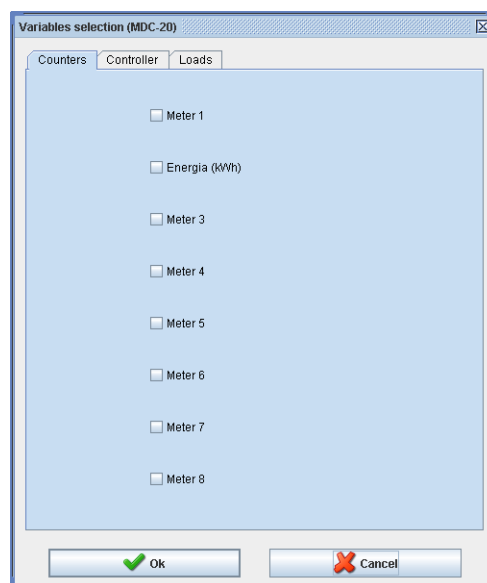 Variables selection (MDC-20)
Counters Controller Loads
Meter 1
Energia (kWh)
Meter 3
Meter 4
Meter 5
Meter 6
Meter 7
Meter 8
Ok Cancel